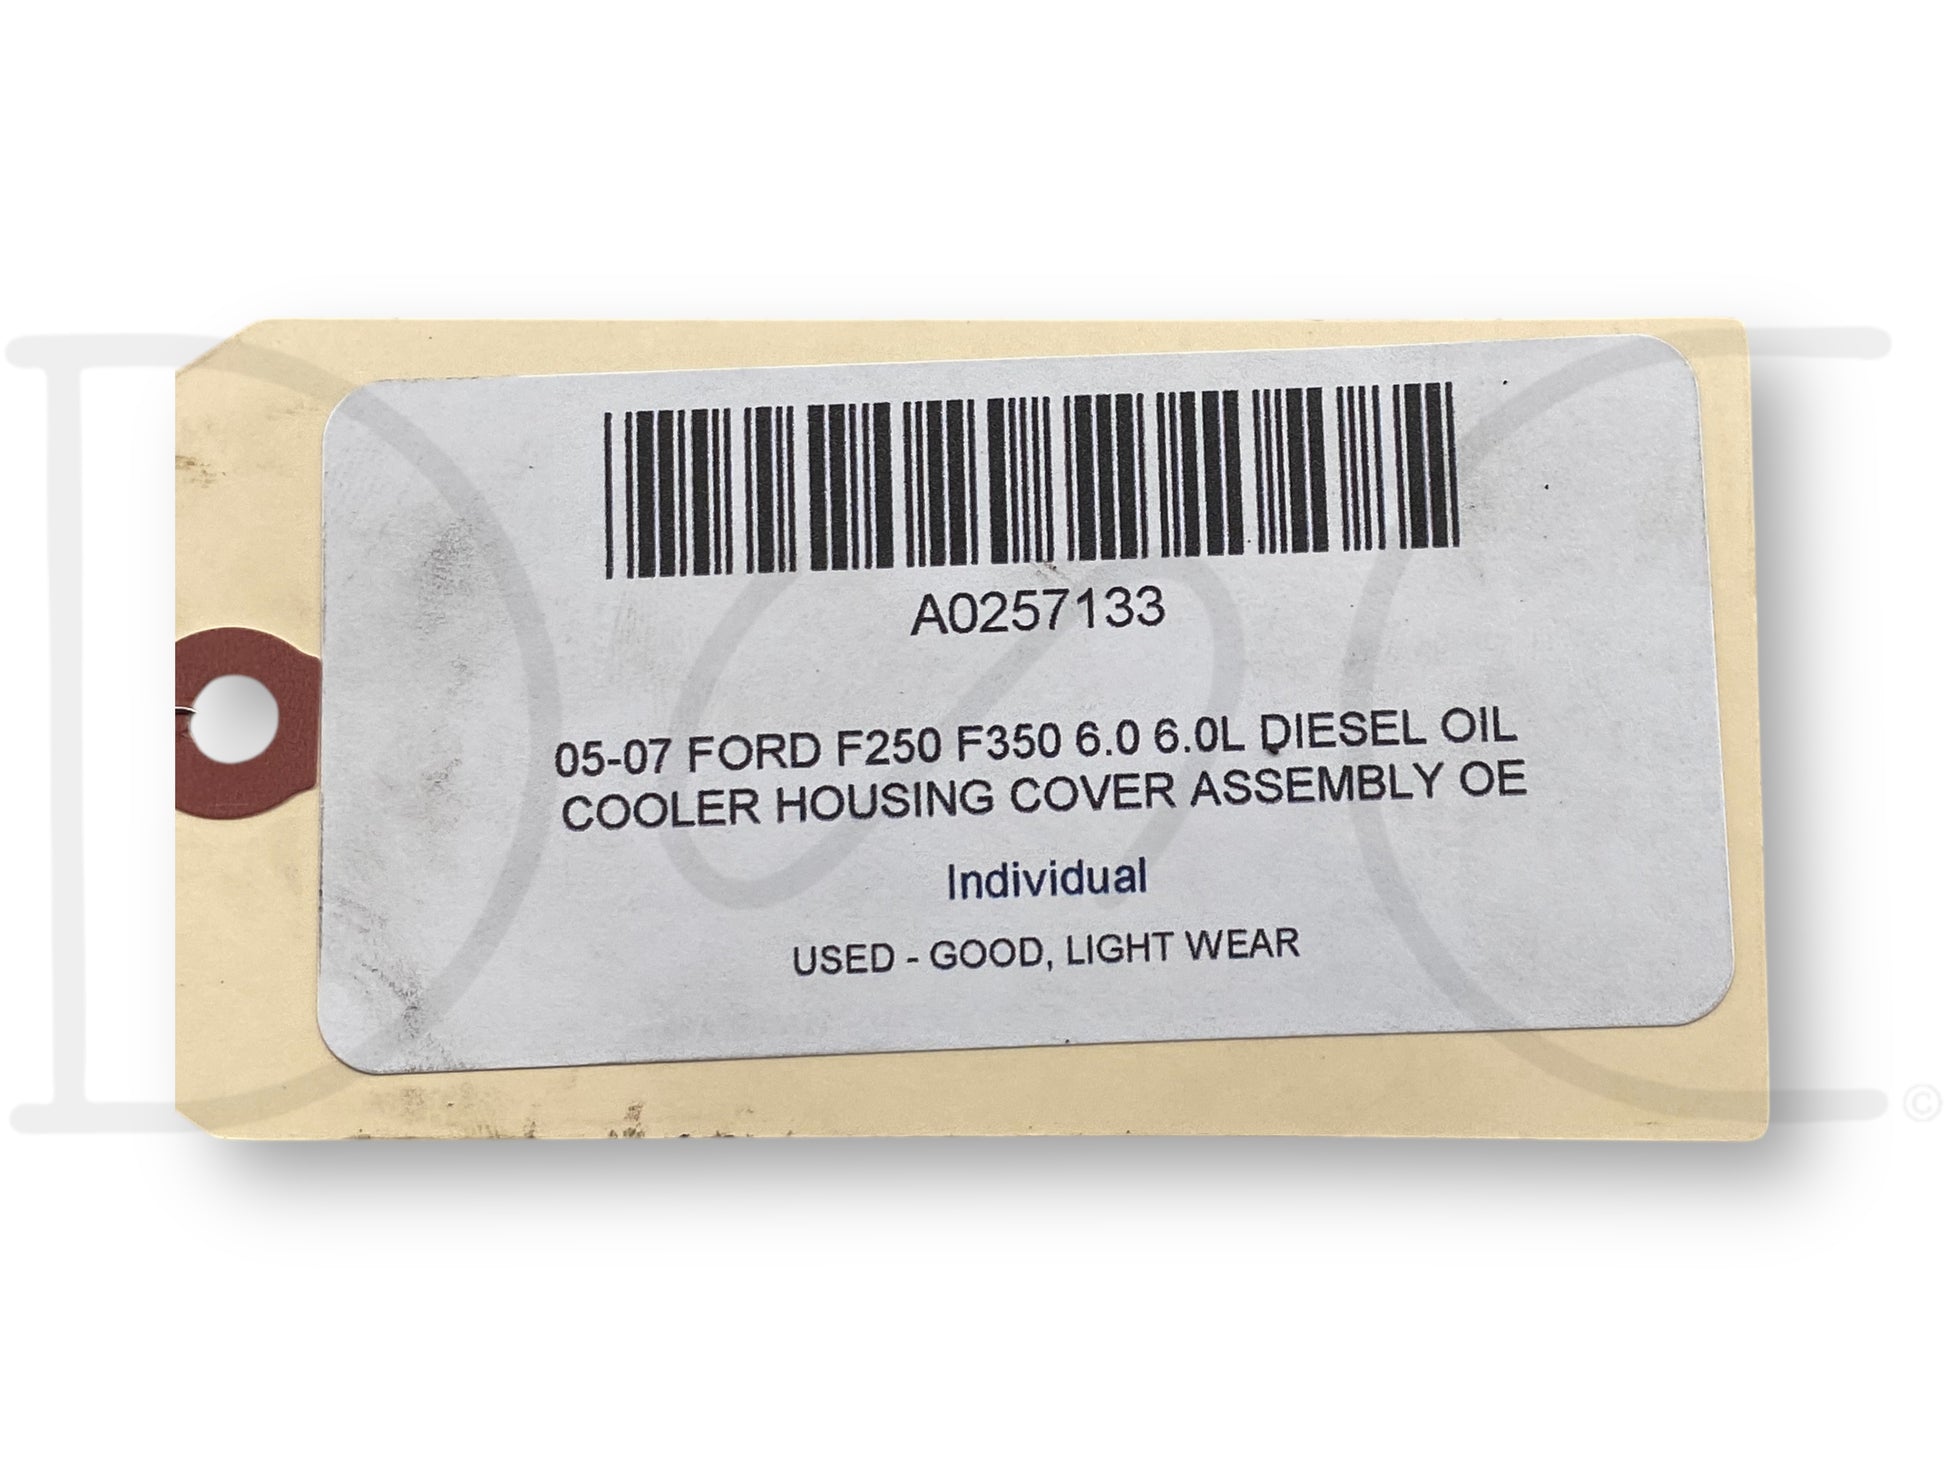 A0257133
05-07 FORD F250 F350 6.0 6.0L DIESEL OIL
COOLER HOUSING COVER ASSEMBLY OE
Individual
USED - GOOD, LIGHT WEAR
©